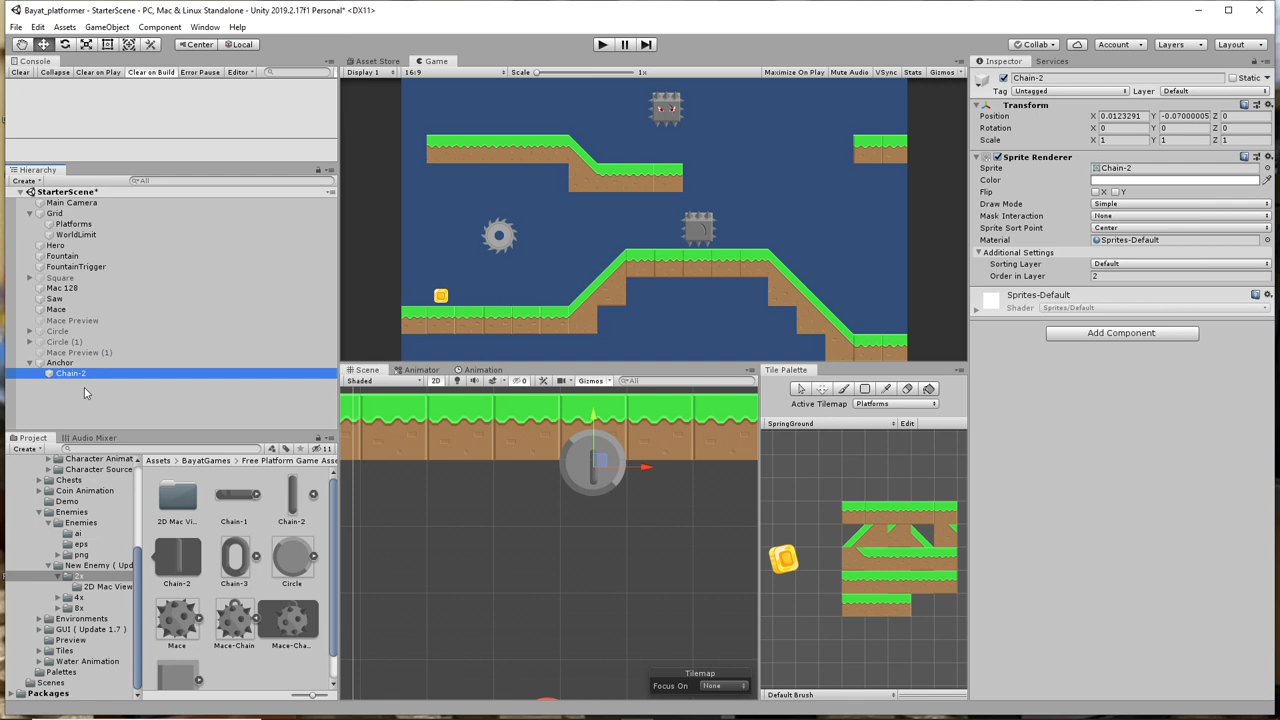 Bayat_platformer - StarterScene - PC, Mac & Linux Standalone - Unity 2019.2.17f1 Personal* <DX11>
File Edit Assets GameObject Component Window Help
Center Local Collab Account Layers Layout
Console
Clear Collapse Clear on Play Clear on Build Error Pause Editor
Asset Store Game
Display 1 16:9 Scale 1x Maximize On Play Mute Audio VSync Stats Gizmos
Inspector Services
Chain-2 Static
Tag Untagged Layer Default
Transform
Position X 0.0123291 Y -0.07000005 Z 0
Rotation X 0 Y 0 Z 0
Scale X 1 Y 1 Z 1
Sprite Renderer
Sprite Chain-2
Color
Flip X Y
Draw Mode Simple
Mask Interaction None
Sprite Sort Point Center
Material Sprites-Default
Additional Settings
Sorting Layer Default
Order in Layer 2
Sprites-Default
Shader Sprites/Default
Add Component
Hierarchy
Create All
StarterScene*
Main Camera
Grid
Platforms
WorldLimit
Hero
Fountain
FountainTrigger
Square
Mac 128
Saw
Mace
Mace Preview
Circle
Circle (1)
Mace Preview (1)
Anchor
Chain-2
Scene Animator Animation
Shaded 2D 0 Gizmos All
Tilemap
Focus On None
Tile Palette
Active Tilemap Platforms
SpringGround Edit
Default Brush
Project Audio Mixer
Create 11
Character Animat
Character Source
Chests
Coin Animation
Demo
Enemies
Enemies
ai
eps
png
New Enemy ( Upd
2x
2D Mac View
4x
8x
Environments
GUI ( Update 1.7 )
Preview
Tiles
Water Animation
Palettes
Scenes
Packages
Assets BayatGames Free Platform Game Asse
2D Mac Vi... Chain-1 Chain-2
Chain-2 Chain-3 Circle
Mace Mace-Chain Mace-Cha...